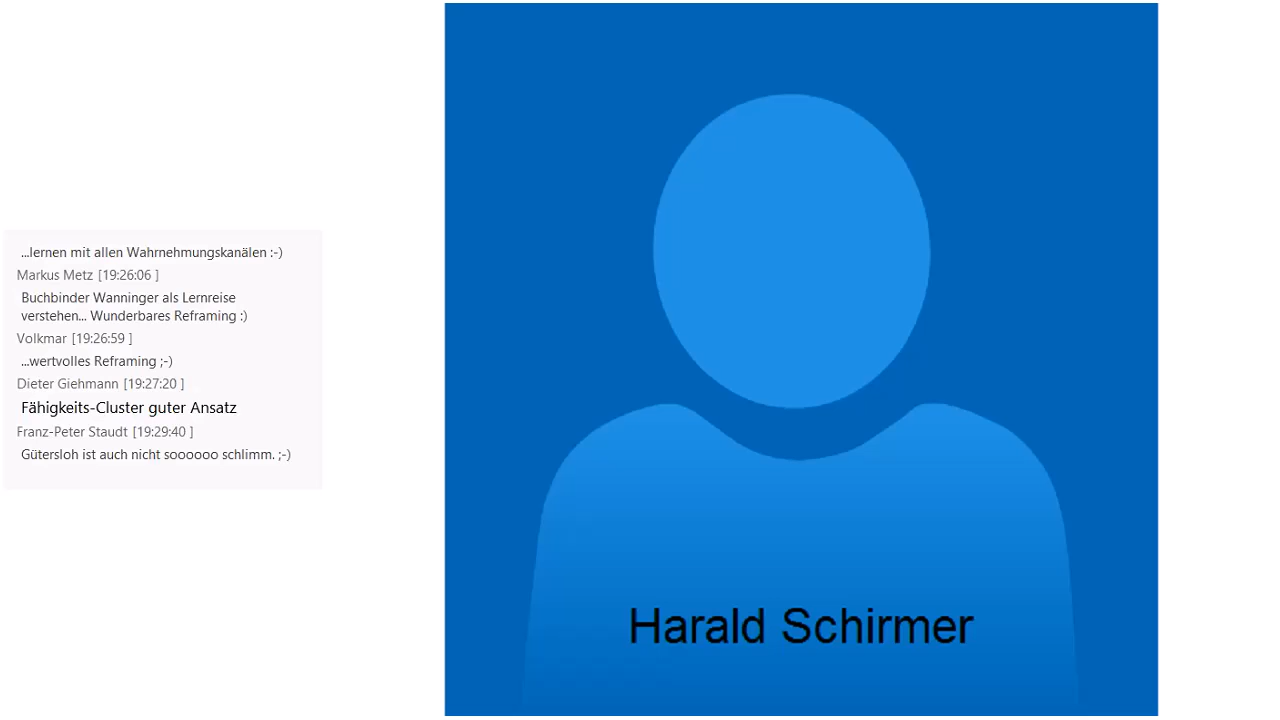 ...lernen mit allen Wahrnehmungskanälen :-)
Markus Metz [19:26:06 ]
Buchbinder Wanninger als Lernreise
verstehen... Wunderbares Reframing :)
Volkmar [19:26:59 ]
...wertvolles Reframing ;-)
Dieter Giehmann [19:27:20 ]
Fähigkeits-Cluster guter Ansatz
Franz-Peter Staudt [19:29:40 ]
Gütersloh ist auch nicht soooooo schlimm. ;-)
Harald Schirmer